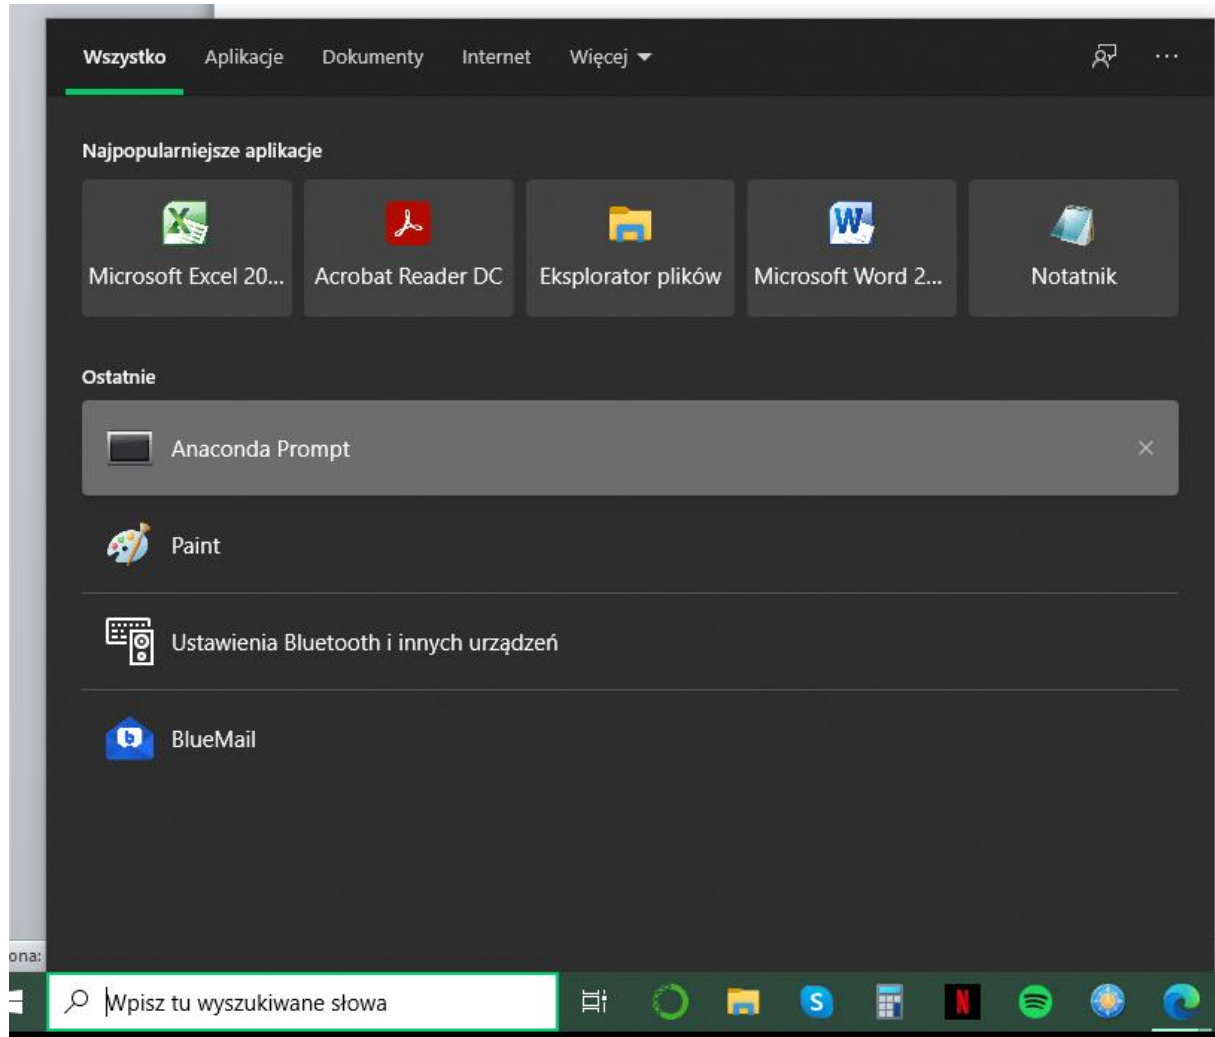 Wszystko Aplikacje Dokumenty Internet Więcej
Najpopularniejsze aplikacje
Microsoft Excel 20... Acrobat Reader DC Eksplorator plików Microsoft Word 2... Notatnik
Ostatnie
Anaconda Prompt
Paint
Ustawienia Bluetooth i innych urządzeń
BlueMail
ona:
Wpisz tu wyszukiwane słowa